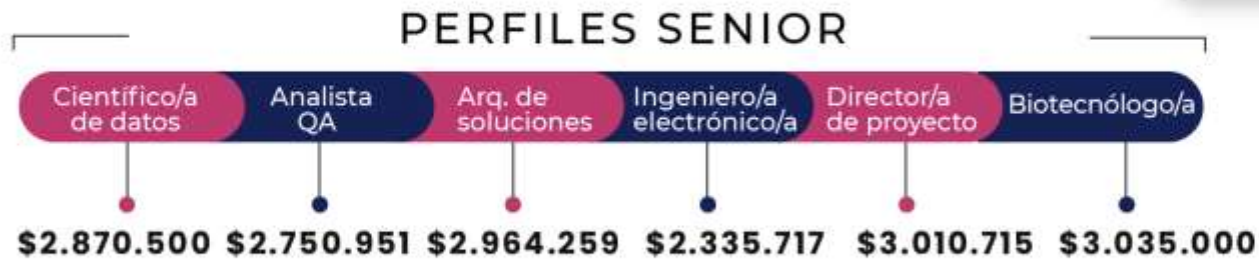 PERFILES SENIOR
Científico/a
de datos
Analista
QA
Arq. de
soluciones
Ingeniero/a
electrónico/a
Director/a
de proyecto
Biotecnólogo/a
$2.870.500 $2.750.951 $2.964.259 $2.335.717 $3.010.715 $3.035.000